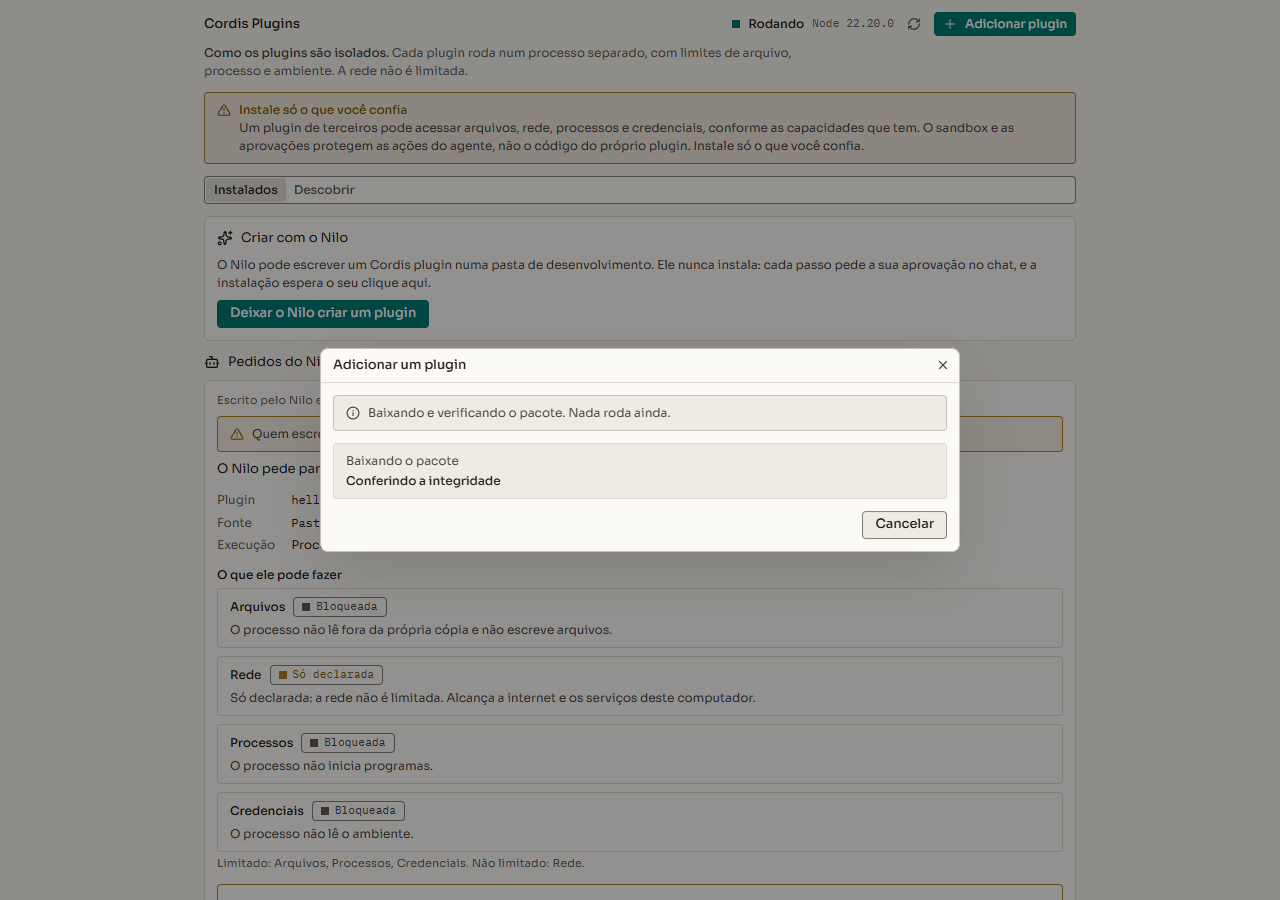 Cordis Plugins
Rodando Node 22.20.0
Adicionar plugin
Como os plugins são isolados. Cada plugin roda num processo separado, com limites de arquivo,
processo e ambiente. A rede não é limitada.
Instale só o que você confia
Um plugin de terceiros pode acessar arquivos, rede, processos e credenciais, conforme as capacidades que tem. O sandbox e as
aprovações protegem as ações do agente, não o código do próprio plugin. Instale só o que você confia.
Instalados Descobrir
Criar com o Nilo
O Nilo pode escrever um Cordis plugin numa pasta de desenvolvimento. Ele nunca instala: cada passo pede a sua aprovação no chat, e a
instalação espera o seu clique aqui.
Deixar o Nilo criar um plugin
Pedidos do
Escrito pelo Nilo
Quem
O Nilo pede
Plugin
Fonte
Execução
Adicionar um plugin
Baixando e verificando o pacote. Nada roda ainda.
Baixando o pacote
Conferindo a integridade
Cancelar
O que ele pode fazer
Arquivos Bloqueada
O processo não lê fora da própria cópia e não escreve arquivos.
Rede Só declarada
Só declarada: a rede não é limitada. Alcança a internet e os serviços deste computador.
Processos Bloqueada
O processo não inicia programas.
Credenciais Bloqueada
O processo não lê o ambiente.
Limitado: Arquivos, Processos, Credenciais. Não limitado: Rede.